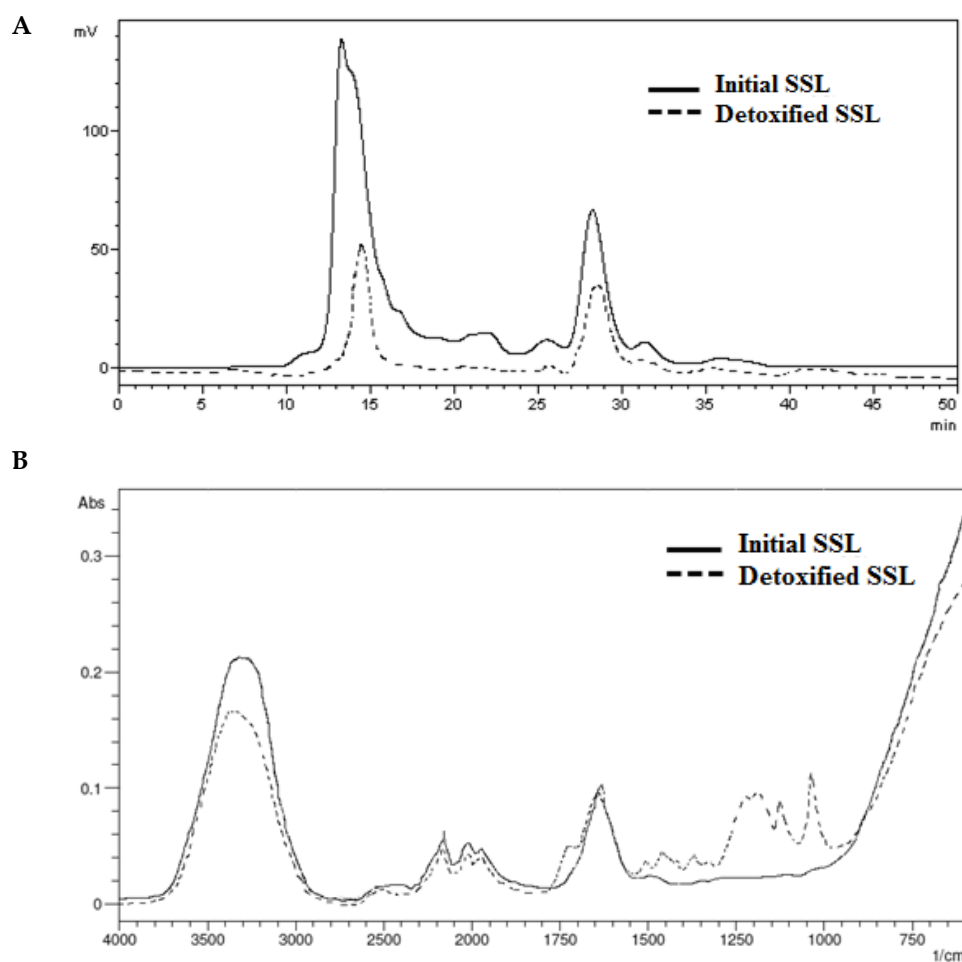 A
mV
Initial SSL
Detoxified SSL
100
50
0
0 5 10 15 20 25 30 35 40 45 50
min
B
Abs
Initial SSL
Detoxified SSL
0.3
0.2
0.1
0
4000 3500 3000 2500 2000 1750 1500 1250 1000 750
1/cm